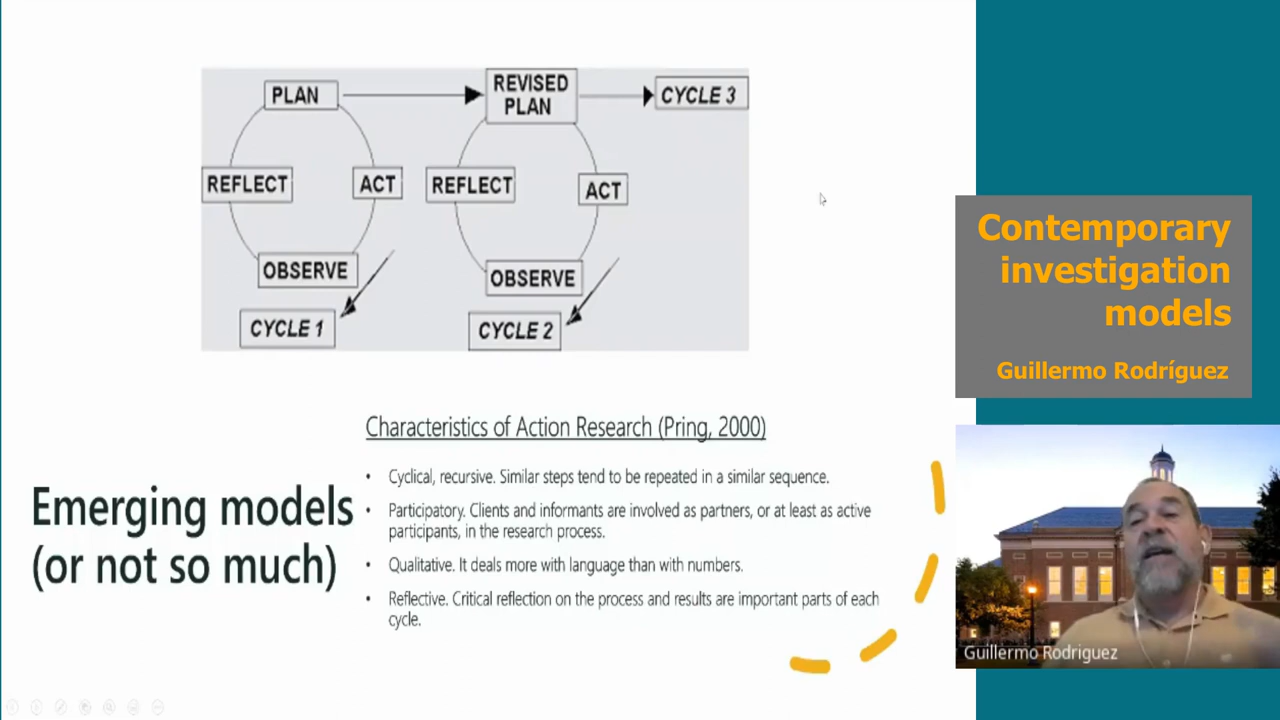 PLAN
REVISED
PLAN
CYCLE 3
REFLECT
ACT
REFLECT
ACT
OBSERVE
OBSERVE
CYCLE 1
CYCLE 2
Characteristics of Action Research (Pring, 2000)
• Cyclical, recursive. Similar steps tend to be repeated in a similar sequence.
• Participatory. Clients and informants are involved as partners, or at least as active
participants, in the research process.
• Qualitative. It deals more with language than with numbers.
• Reflective. Critical reflection on the process and results are important parts of each
cycle.
Emerging models
(or not so much)
Contemporary
investigation
models
Guillermo Rodríguez
Guillermo Rodriguez